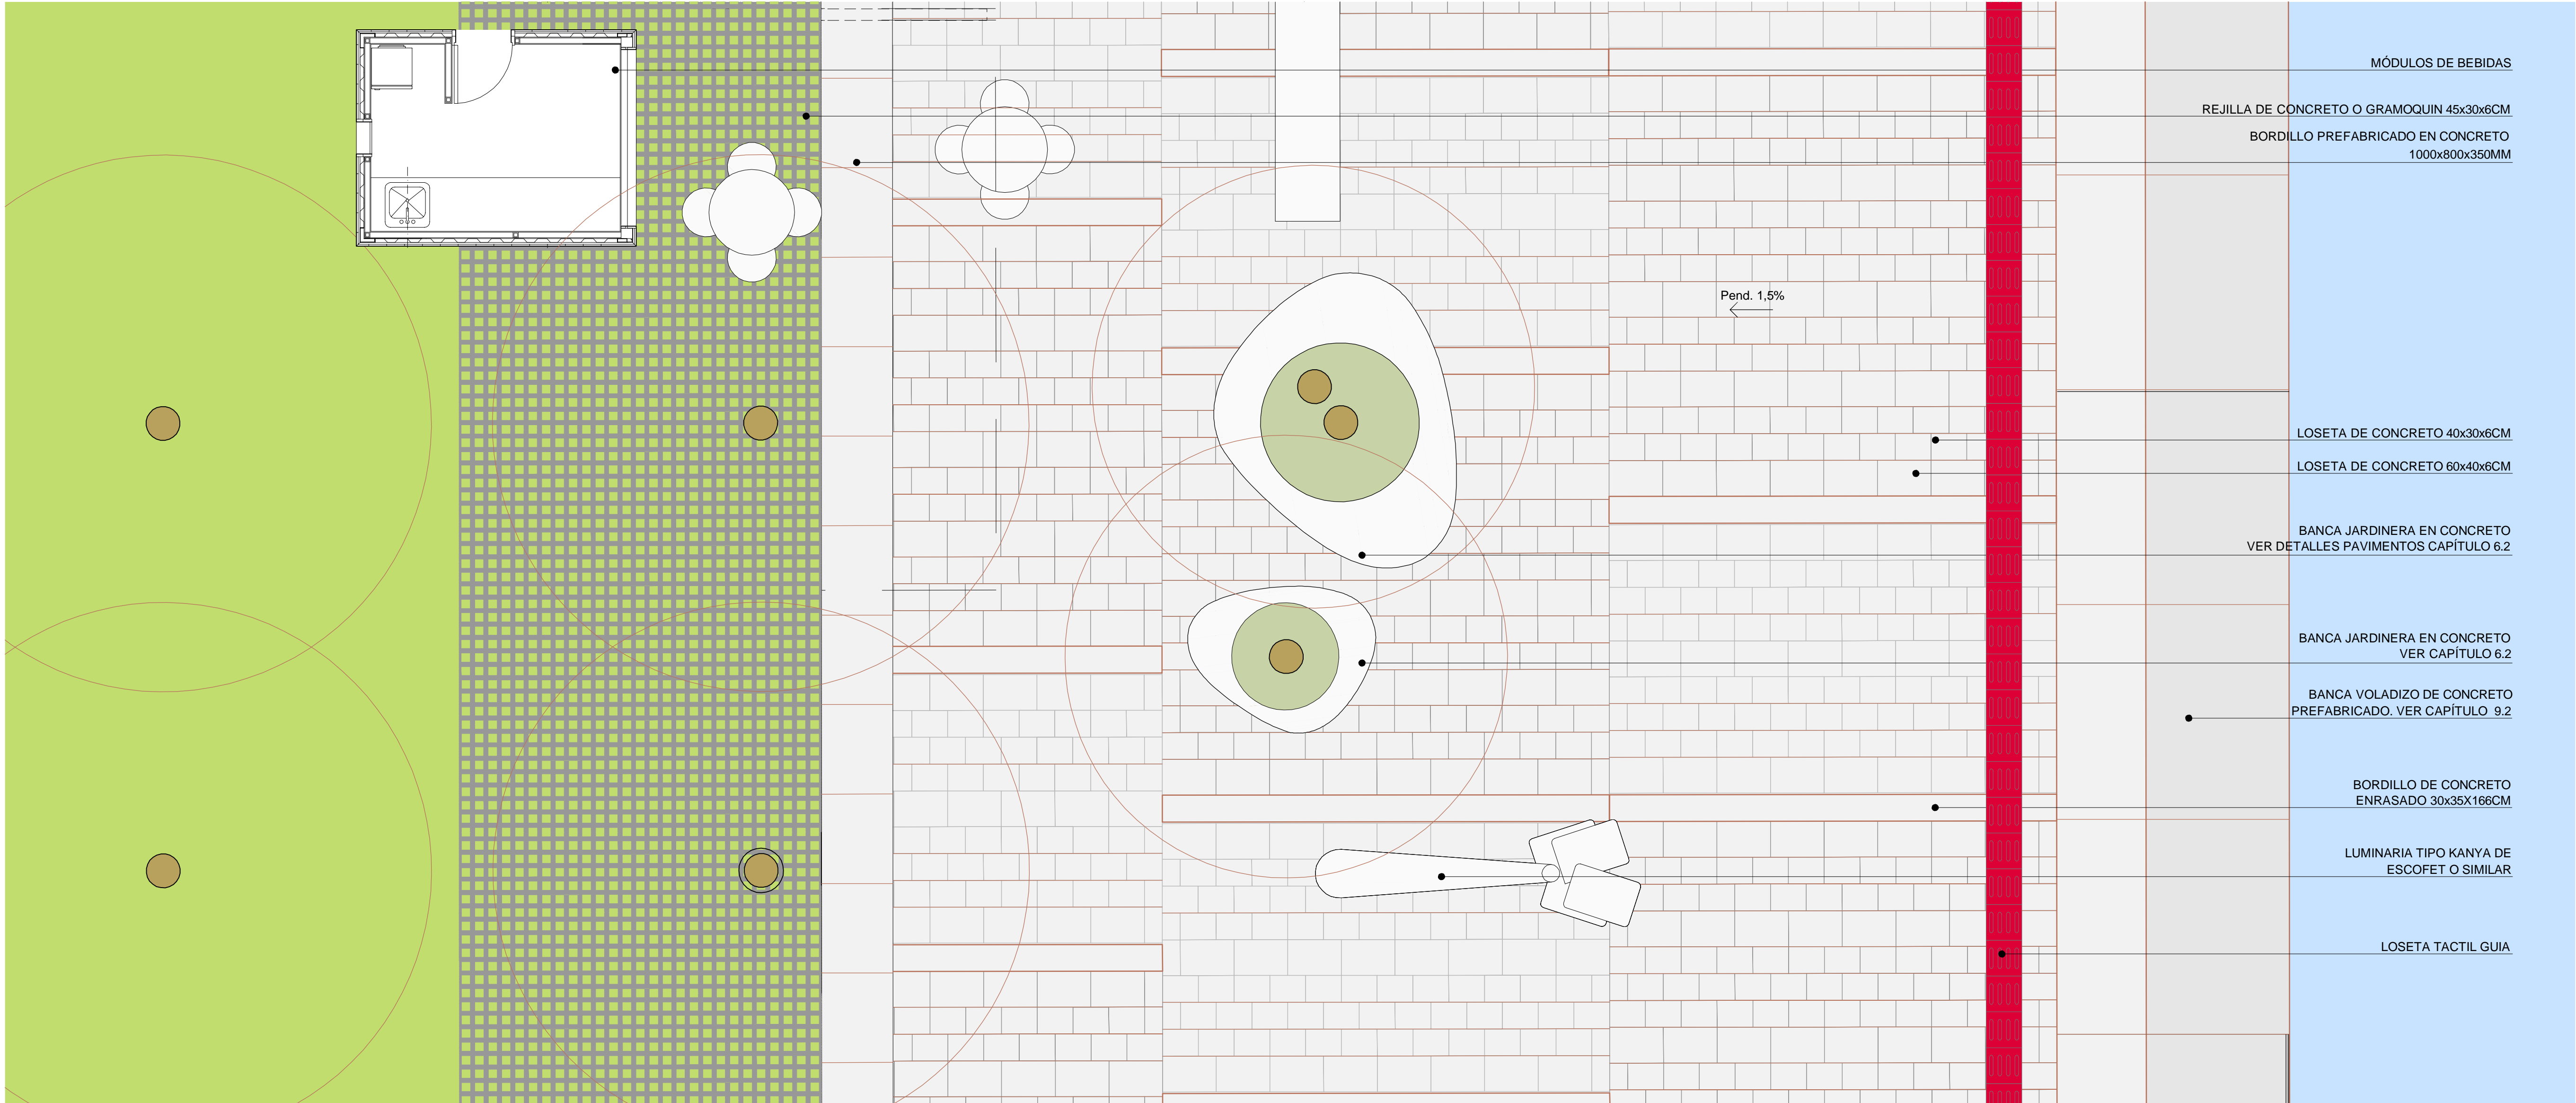 MÓDULOS DE BEBIDAS
REJILLA DE CONCRETO O GRAMOQUIN 45x30x6CM
BORDILLO PREFABRICADO EN CONCRETO
1000x800x350MM
Pend. 1,5%
LOSETA DE CONCRETO 40x30x6CM
LOSETA DE CONCRETO 60x40x6CM
BANCA JARDINERA EN CONCRETO
VER DETALLES PAVIMENTOS CAPÍTULO 6.2
BANCA JARDINERA EN CONCRETO
VER CAPÍTULO 6.2
BANCA VOLADIZO DE CONCRETO
PREFABRICADO. VER CAPÍTULO 9.2
BORDILLO DE CONCRETO
ENRASADO 30x35X166CM
LUMINARIA TIPO KANYA DE
ESCOFET O SIMILAR
LOSETA TACTIL GUIA